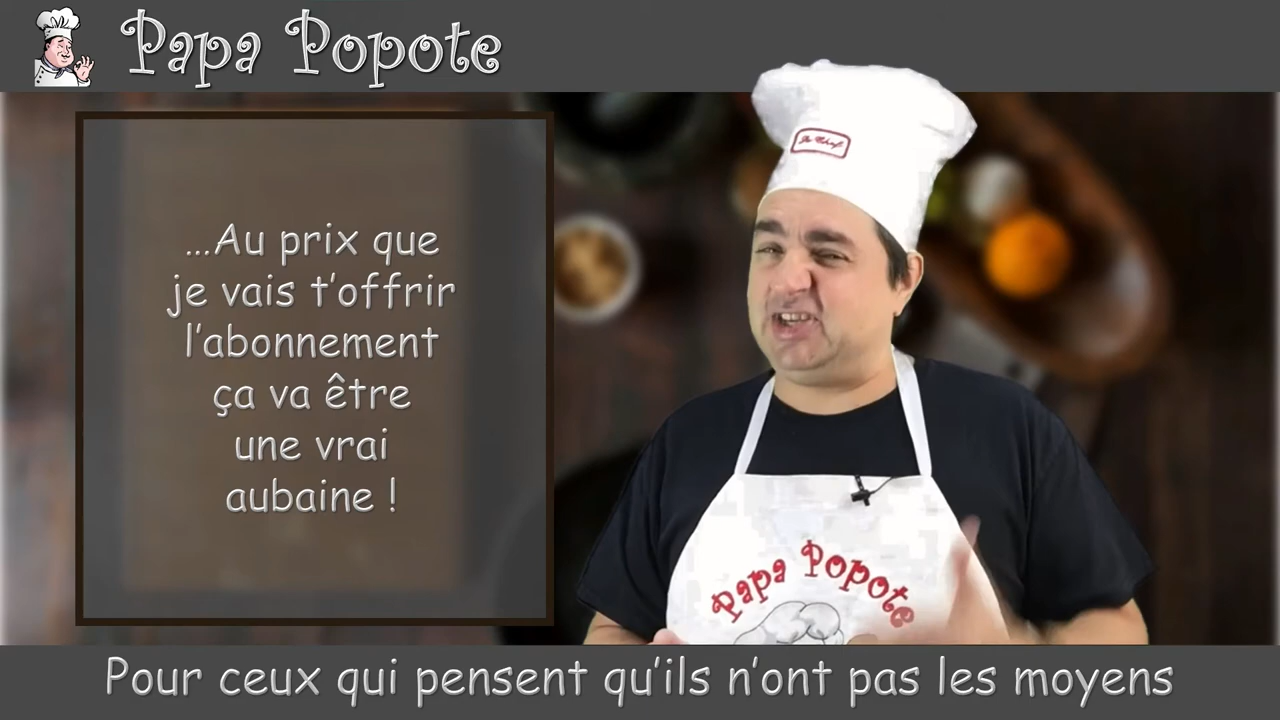 Papa Popote
...Au prix que
je vais t'offrir
l'abonnement
ça va être
une vrai
aubaine !
Papa Popote
Pour ceux qui pensent qu'ils n'ont pas les moyens